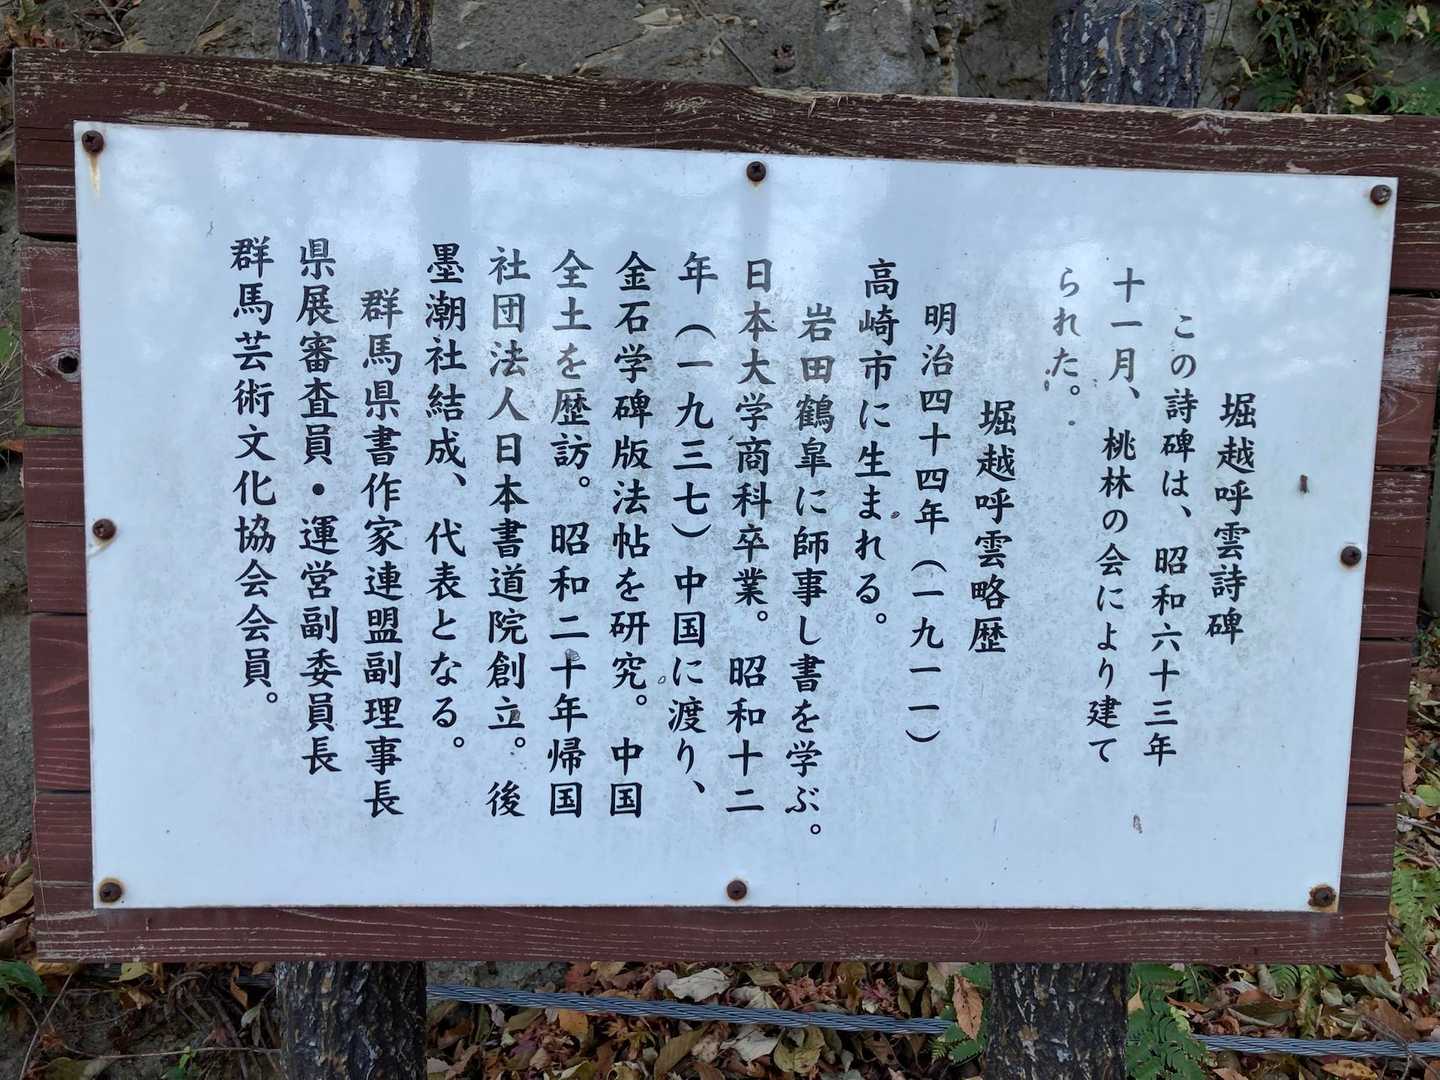 堀越呼雲詩碑
この詩碑は、昭和六十三年
十一月、桃林の会により建て
られた。
堀越呼雲略歴
明治四十四年（一九一一）
高崎市に生まれる。
岩田鶴皐に師事し書を学ぶ。
日本大学商科卒業。昭和十二
年（一九三七）中国に渡り、
金石学碑版法帖を研究。中国
全土を歴訪。昭和二十年帰国
社団法人日本書道院創立。後
墨潮社結成、代表となる。
群馬県書作家連盟副理事長
県展審査員・運営副委員長
群馬芸術文化協会会員。